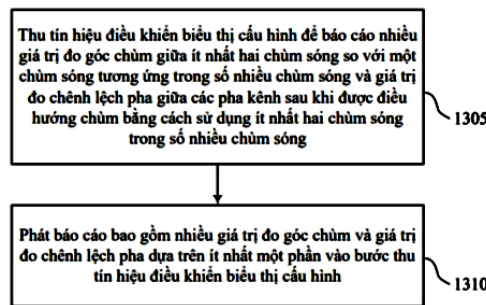 Thu tín hiệu điều khiển biểu thị cấu hình để báo cáo nhiều
giá trị đo góc chùm giữa ít nhất hai chùm sóng so với một
chùm sóng tương ứng trong số nhiều chùm sóng và giá trị
đo chênh lệch pha giữa các pha kênh sau khi được điều
hướng chùm bằng cách sử dụng ít nhất hai chùm sóng
trong số nhiều chùm sóng
1305
Phát báo cáo bao gồm nhiều giá trị đo góc chùm và giá trị
đo chênh lệch pha dựa trên ít nhất một phần vào bước thu
tín hiệu điều khiển biểu thị cấu hình
1310